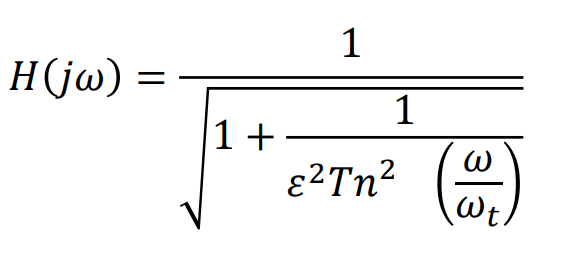 H(jω) = 1 / √(1 + 1 / (ε²Tn² (ω/ωt)))